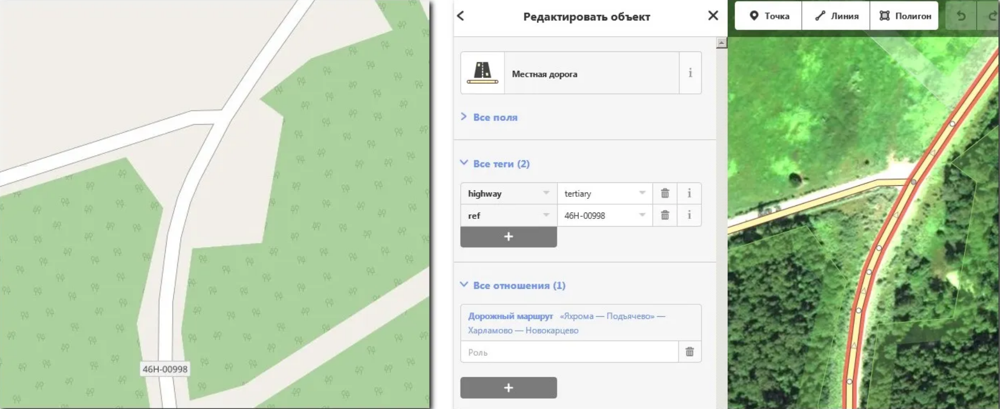 46Н-00998
Редактировать объект
Местная дорога
i
Все поля
Все теги (2)
highway
tertiary
i
ref
46Н-00998
i
+
Все отношения (1)
Дорожный маршрут «Яхрома — Подъячево» —
Харламово — Новокарцево
Роль
+
Точка
Линия
Полигон